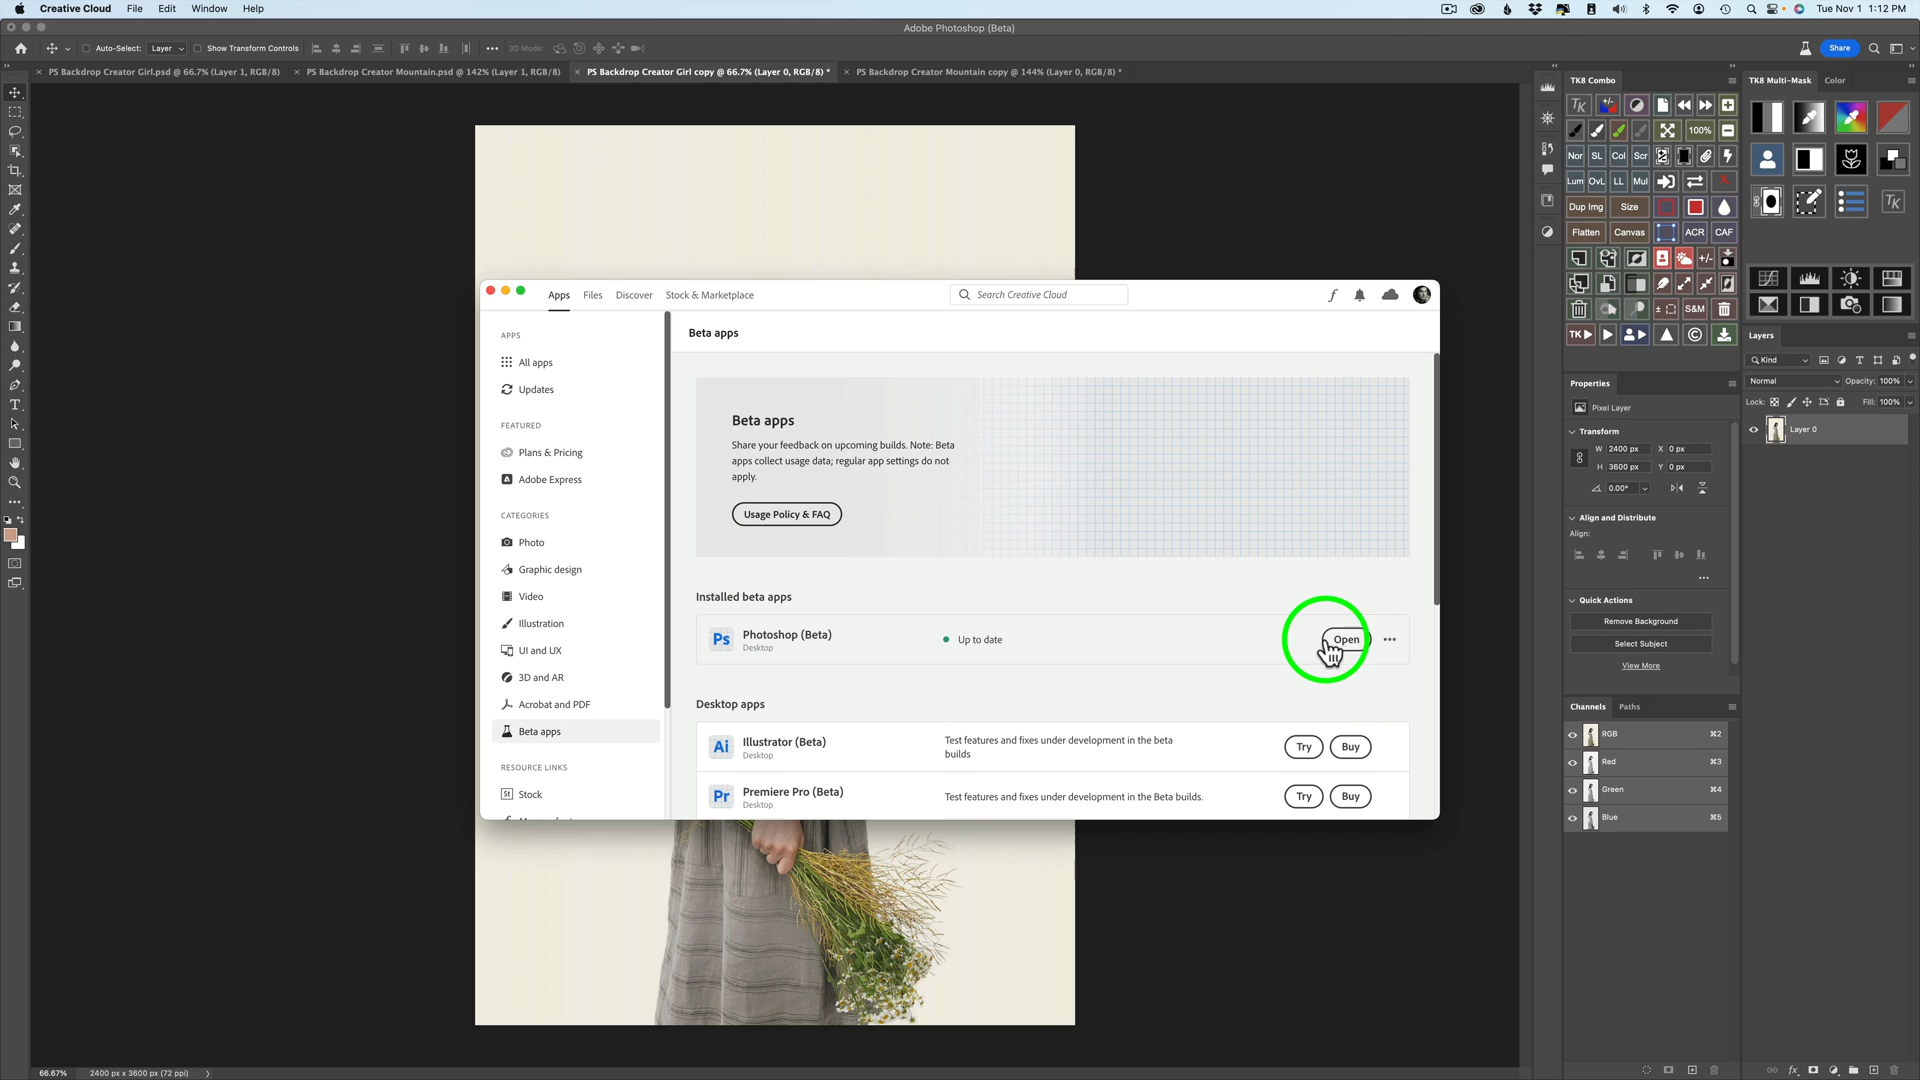 Creative Cloud File Edit Window Help
Tue Nov 1 1:12 PM
Adobe Photoshop (Beta)
Auto-Select: Layer Show Transform Controls 3D Mode: Share
PS Backdrop Creator Girl.psd @ 66.7% (Layer 1, RGB/8)
PS Backdrop Creator Mountain.psd @ 142% (Layer 1, RGB/8)
PS Backdrop Creator Girl copy @ 66.7% (Layer 0, RGB/8) *
PS Backdrop Creator Mountain copy @ 144% (Layer 0, RGB/8) *
Apps Files Discover Stock & Marketplace
Search Creative Cloud
APPS
All apps
Updates
FEATURED
Plans & Pricing
Adobe Express
CATEGORIES
Photo
Graphic design
Video
Illustration
UI and UX
3D and AR
Acrobat and PDF
Beta apps
RESOURCE LINKS
St Stock
Beta apps
Beta apps
Share your feedback on upcoming builds. Note: Beta
apps collect usage data; regular app settings do not
apply.
Usage Policy & FAQ
Installed beta apps
Ps Photoshop (Beta)
Desktop
Up to date
Open
Desktop apps
Ai Illustrator (Beta)
Desktop
Test features and fixes under development in the beta
builds
Try Buy
Pr Premiere Pro (Beta)
Desktop
Test features and fixes under development in the Beta builds.
Try Buy
TK8 Combo
TK +/-
100%
Nor SL Col Scr
Lum OvL LL Mul X
Dup Img Size
Flatten Canvas ACR CAF
+/-
S&M
TK
TK8 Multi-Mask Color
TK
Properties
Pixel Layer
Transform
W 2400 px X 0 px
H 3600 px Y 0 px
0.00°
Align and Distribute
Align:
Quick Actions
Remove Background
Select Subject
View More
Channels Paths
RGB ⌘2
Red ⌘3
Green ⌘4
Blue ⌘5
Layers
Kind
Normal Opacity: 100%
Lock: Fill: 100%
Layer 0
66.67% 2400 px x 3600 px (72 ppi)